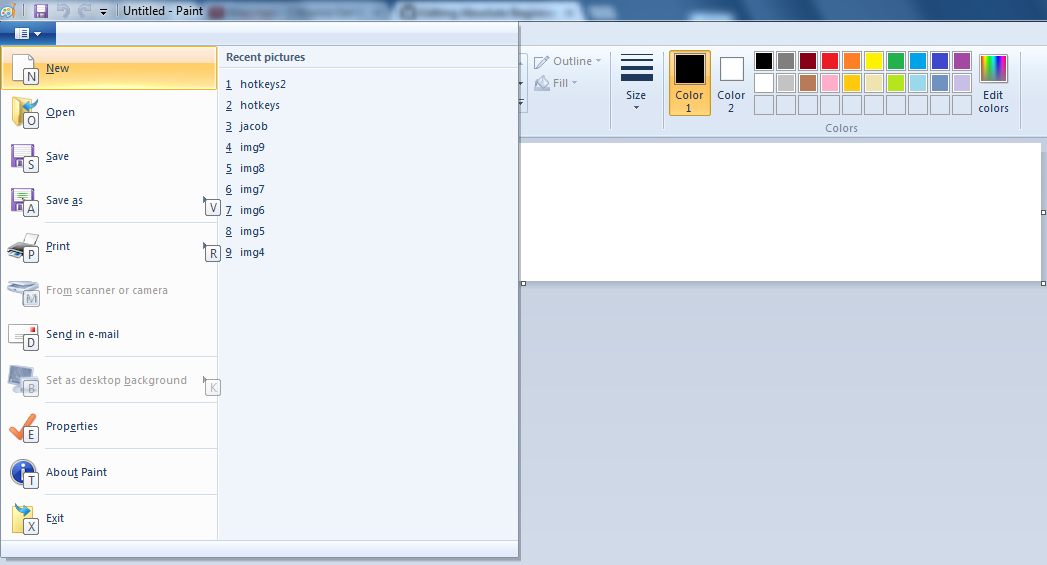 Untitled - Paint
New
N
Open
O
Save
S
Save as
A
V
Print
P
R
From scanner or camera
M
Send in e-mail
D
Set as desktop background
B
K
Properties
E
About Paint
T
Exit
X
Recent pictures
1 hotkeys2
2 hotkeys
3 jacob
4 img9
5 img8
6 img7
7 img6
8 img5
9 img4
Outline
Fill
Size
Color
1
Color
2
Edit
colors
Colors